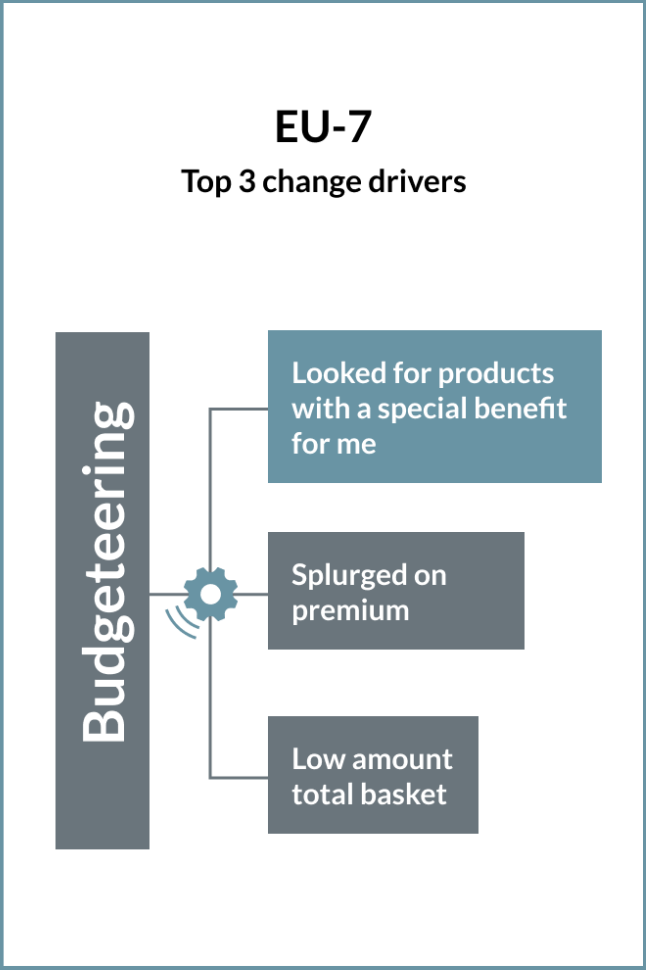 EU-7
Top 3 change drivers
Budgeteering
Looked for products
with a special benefit
for me
Splurged on
premium
Low amount
total basket